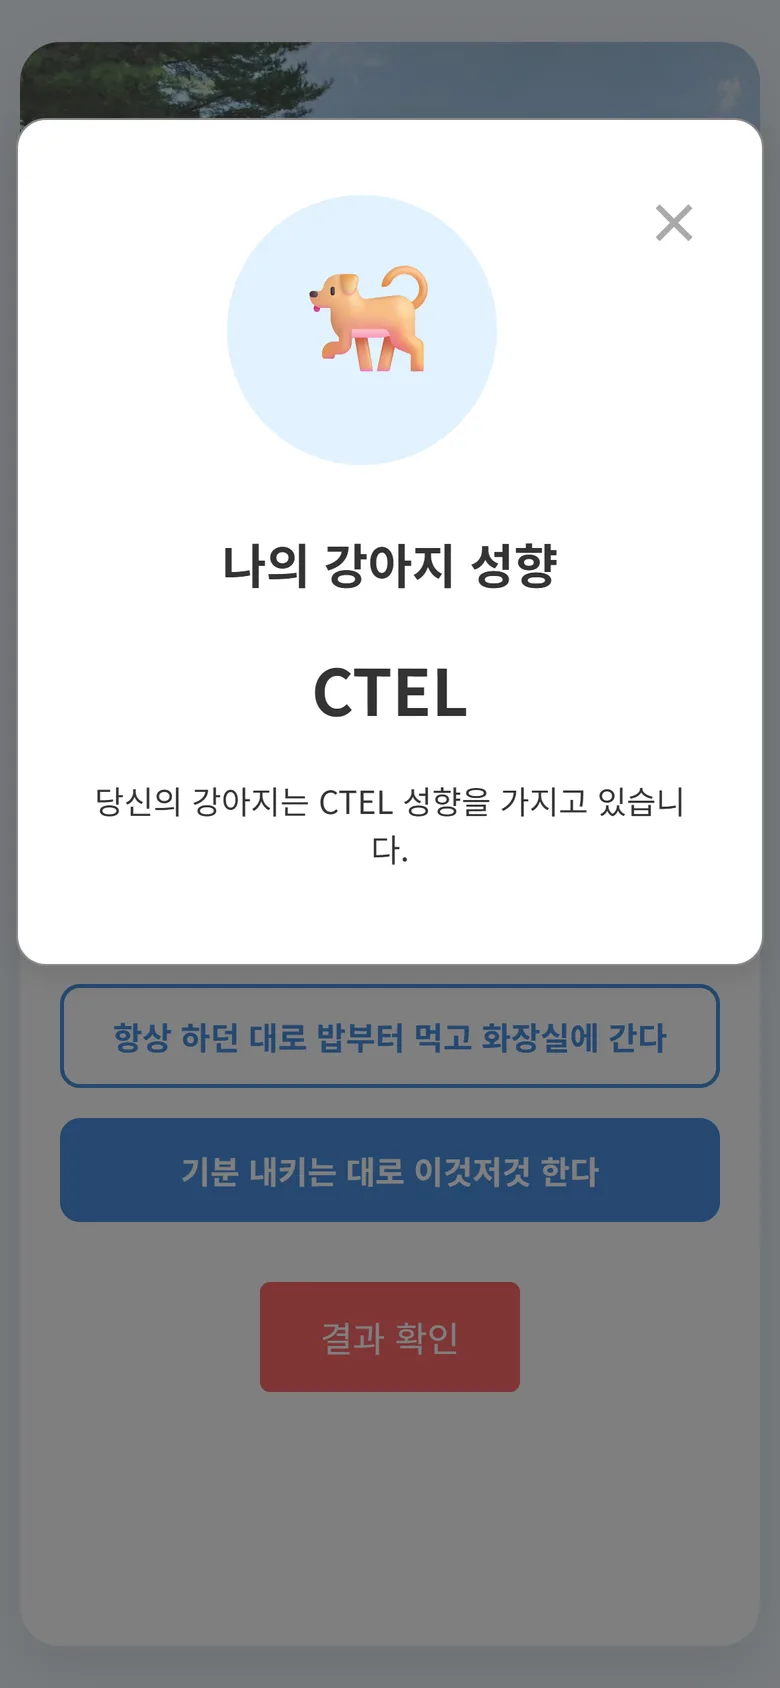 나의 강아지 성향
CTEL
당신의 강아지는 CTEL 성향을 가지고 있습니
다.
항상 하던 대로 밥부터 먹고 화장실에 간다
기분 내키는 대로 이것저것 한다
결과 확인